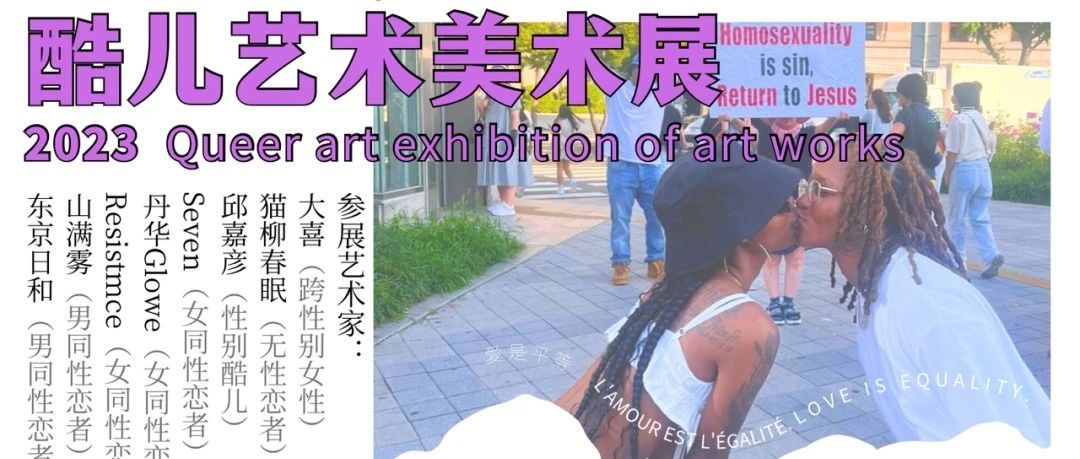 酷儿艺术美术展
2023 Queer art exhibition of art works
Homosexuality
is sin,
Return to Jesus
参展艺术家：
大喜（跨性别女性）
猫柳春眠（无性恋者）
邱嘉彦（性别酷儿）
Seven（女同性恋者）
丹华Glowe（女同性
Resistmce（女同性恋
山满雾（男同性恋者）
东京日和（男同性恋者
爱是平等
L'AMOUR EST L'ÉGALITÉ. LOVE IS EQUALITY.